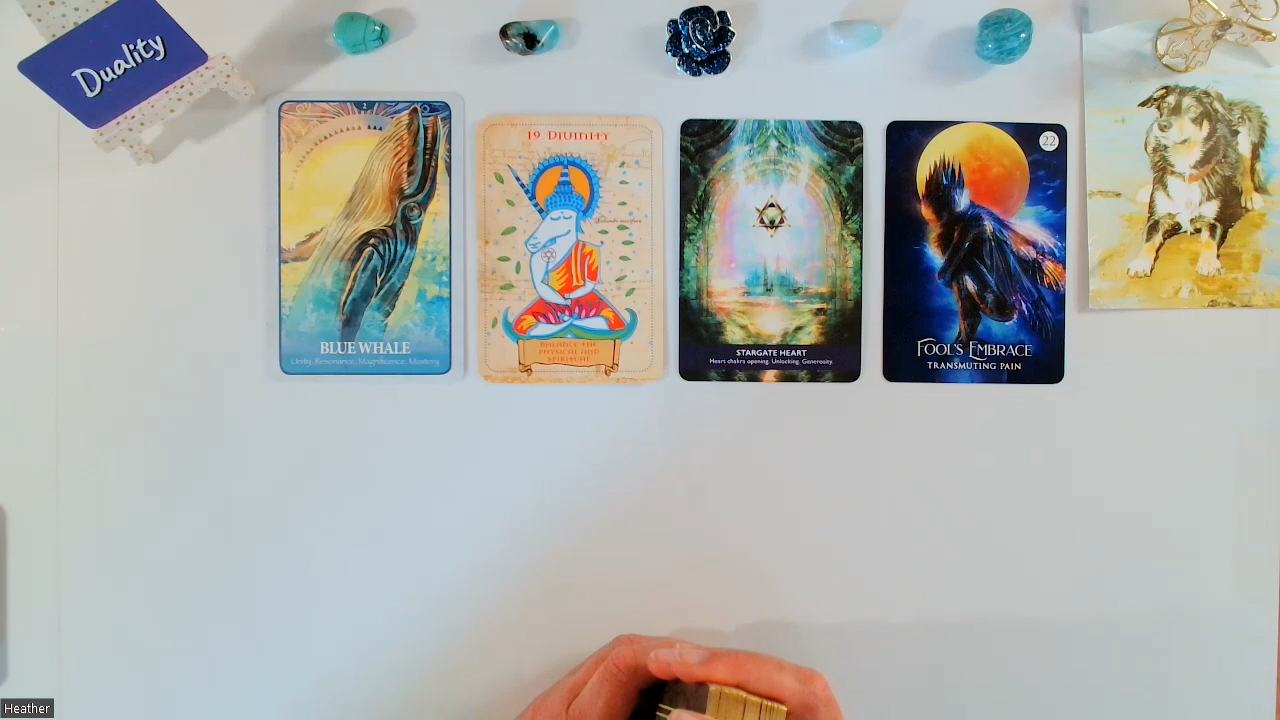 Duality
2
BLUE WHALE
Unity, Resonance, Magnificence, Mastery
19 DIVINITY
BALANCE THE
PHYSICAL AND
SPIRITUAL
STARGATE HEART
Heart chakra opening. Unlocking. Generosity.
22
FOOL'S EMBRACE
TRANSMUTING PAIN
Heather